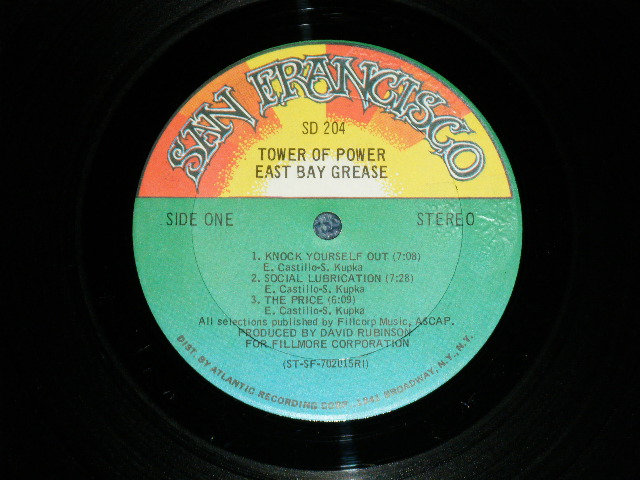 SAN FRANCISCO
SD 204
TOWER OF POWER
EAST BAY GREASE
SIDE ONE
STEREO
1. KNOCK YOURSELF OUT (7:08)
E. Castillo-S. Kupka
2. SOCIAL LUBRICATION (7:28)
E. Castillo-S. Kupka
3. THE PRICE (6:09)
E. Castillo-S. Kupka
All selections published by Fillcorp Music, ASCAP.
PRODUCED BY DAVID RUBINSON
FOR FILLMORE CORPORATION
(ST-SF-702015RI)
DIST. BY ATLANTIC RECORDING CORP. 1841 BROADWAY, N.Y., N.Y.